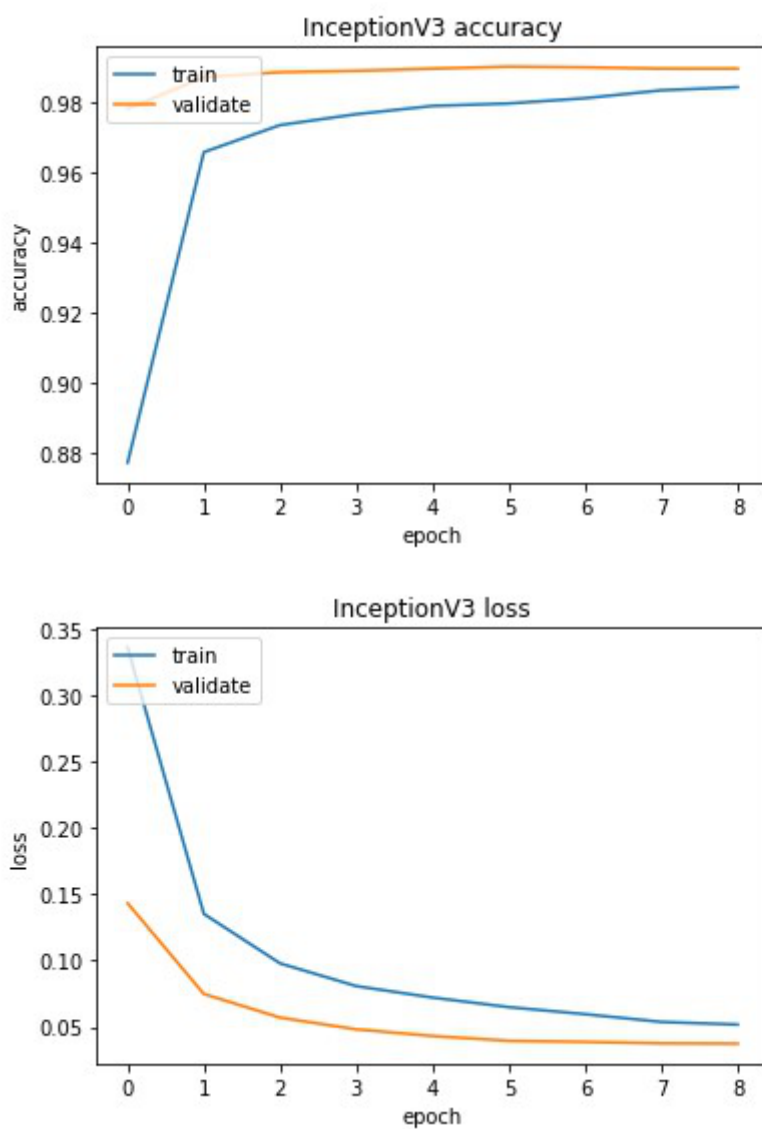 InceptionV3 accuracy
train
validate
0.98
0.96
0.94
0.92
0.90
0.88
accuracy
0 1 2 3 4 5 6 7 8
epoch
InceptionV3 loss
train
validate
0.35
0.30
0.25
0.20
0.15
0.10
0.05
loss
0 1 2 3 4 5 6 7 8
epoch